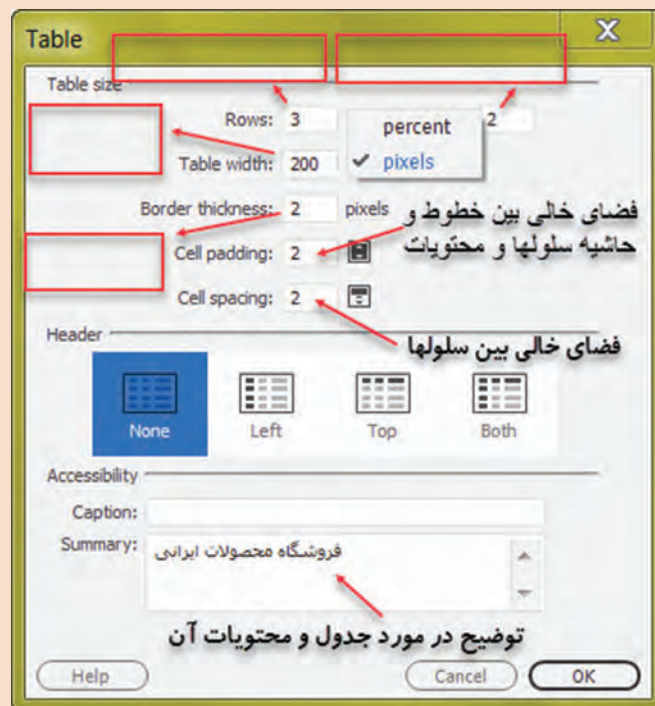 Table
X
Table size
Rows: 3
percent
2
Table width: 200
✔ pixels
Border thickness: 2 pixels
فضای خالی بین خطوط و
حاشیه سلولها و محتویات
Cell padding: 2
Cell spacing: 2
Header
فضای خالی بین سلولها
None
Left
Top
Both
Accessibility
Caption:
Summary: فروشگاه محصولات ایرانی
توضیح در مورد جدول و محتویات آن
Help
Cancel
OK